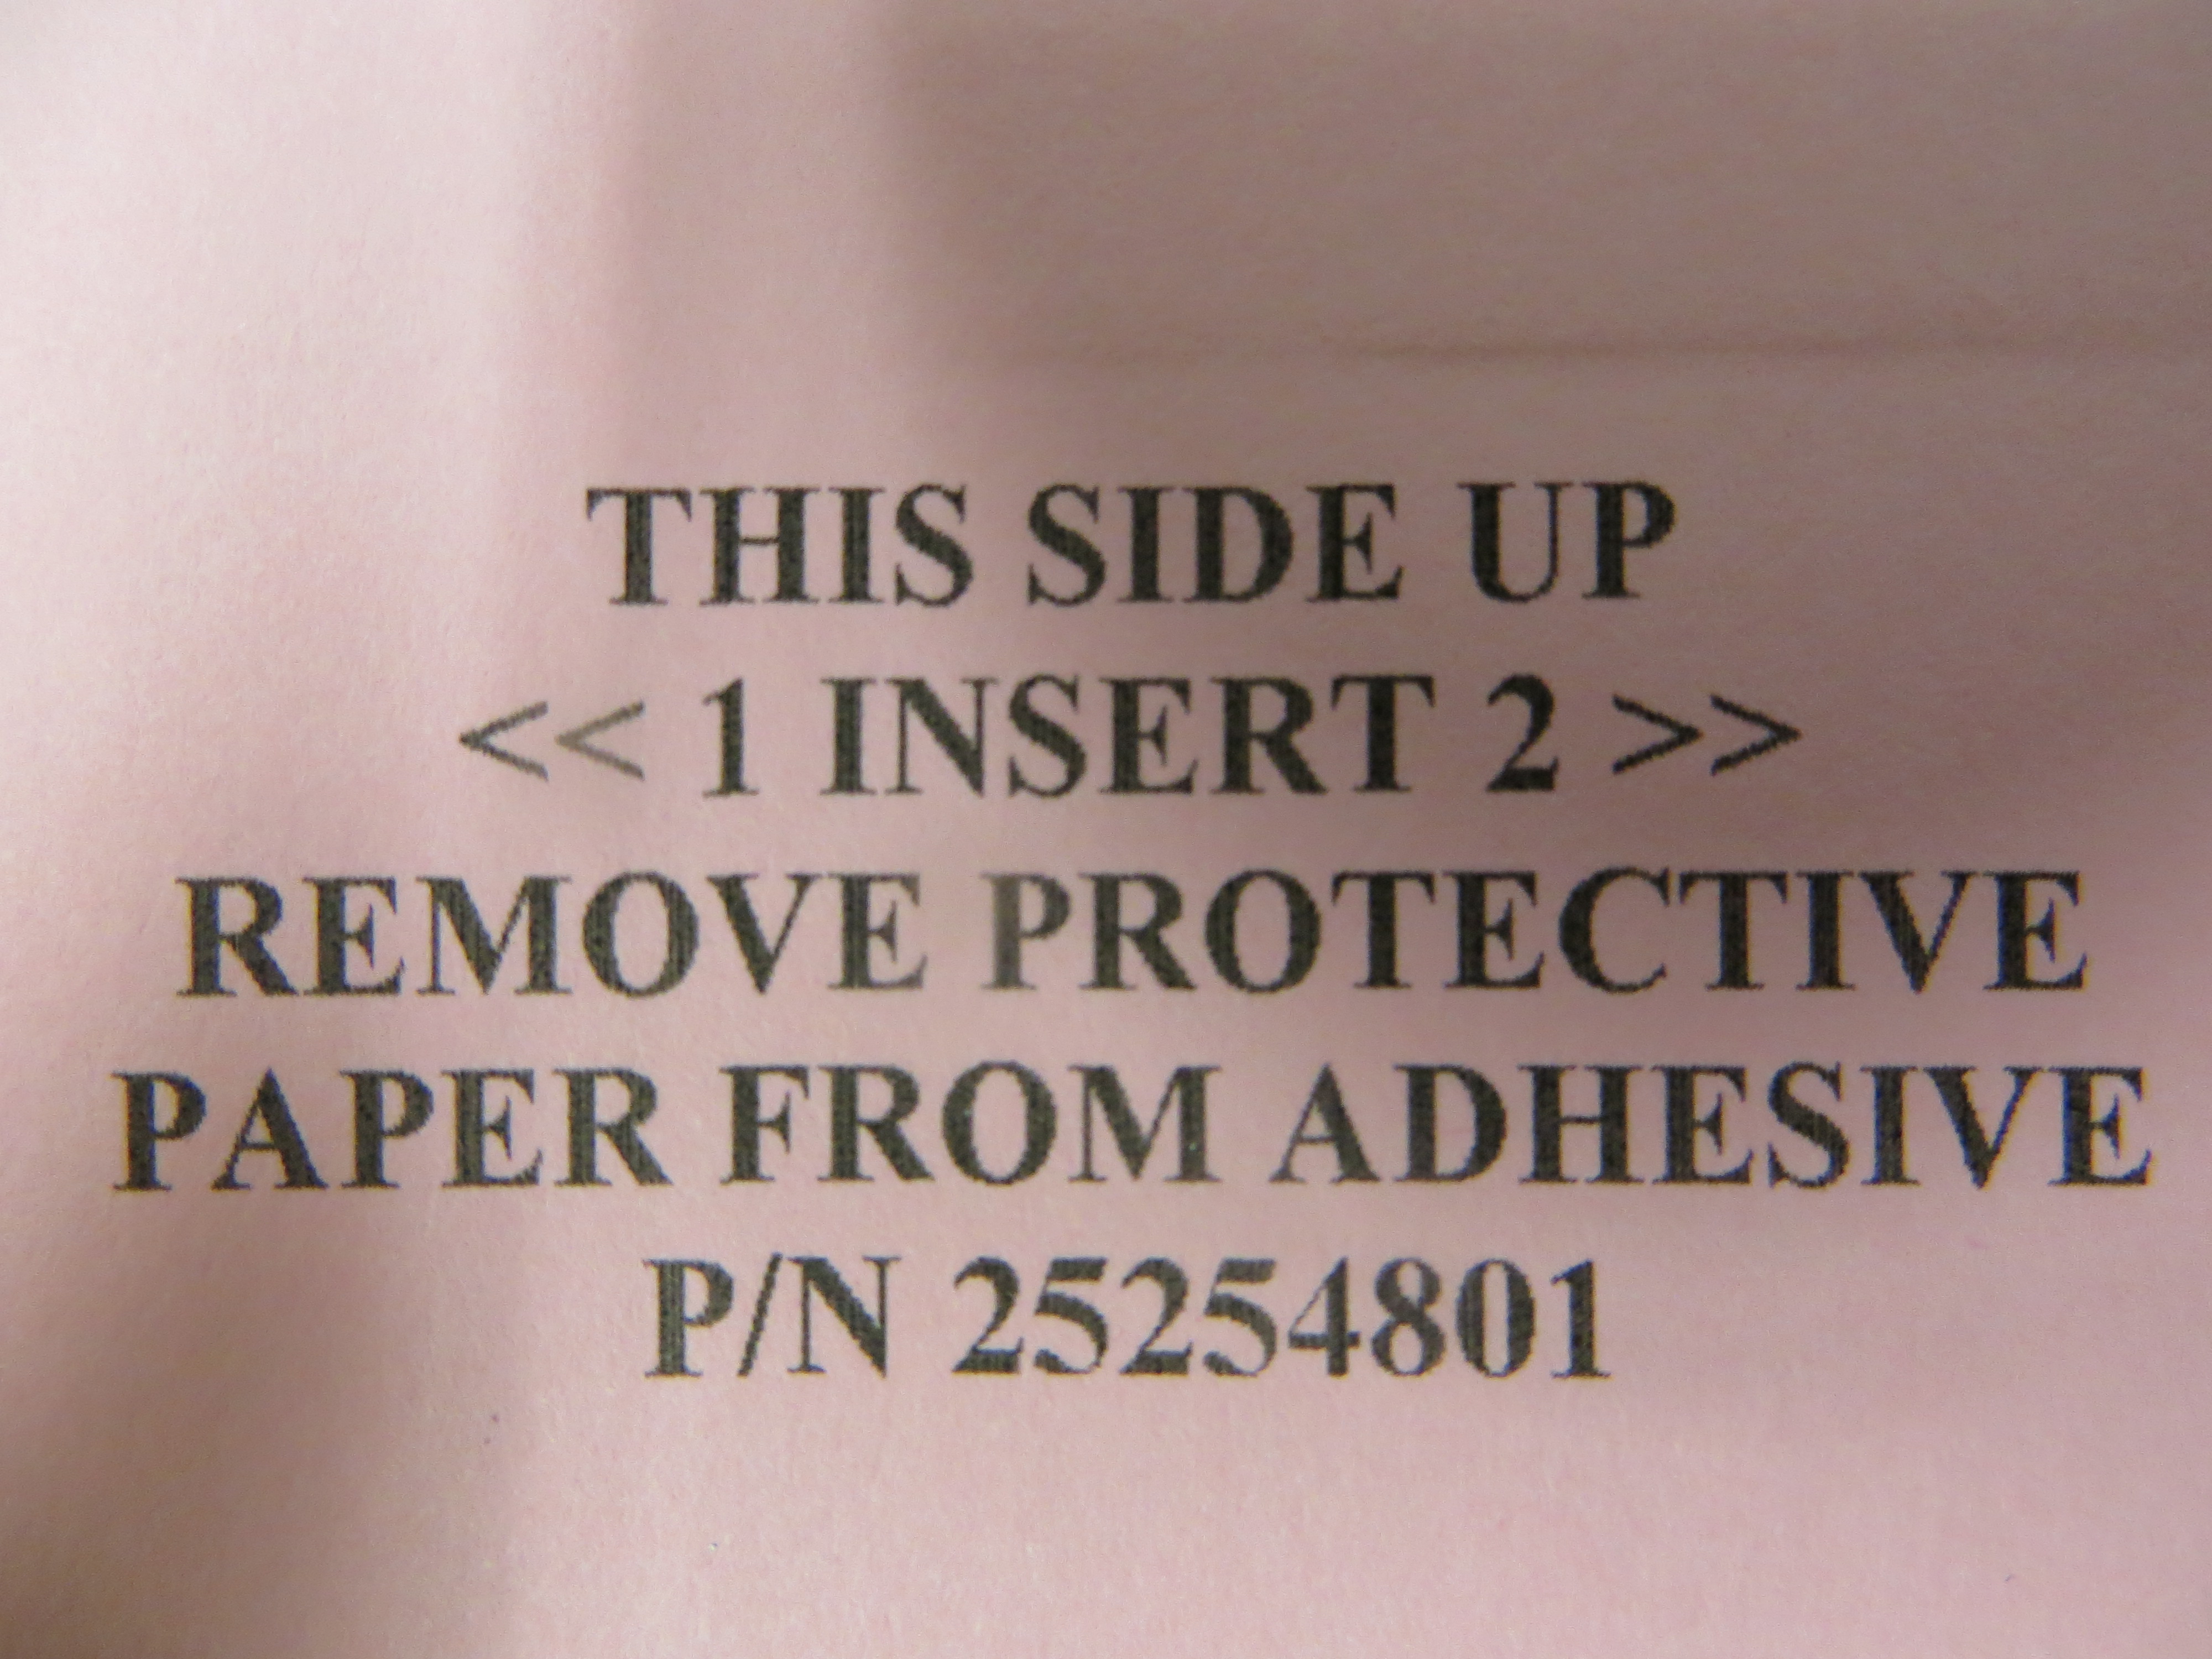 THIS SIDE UP
<< 1 INSERT 2 >>
REMOVE PROTECTIVE
PAPER FROM ADHESIVE
P/N 25254801